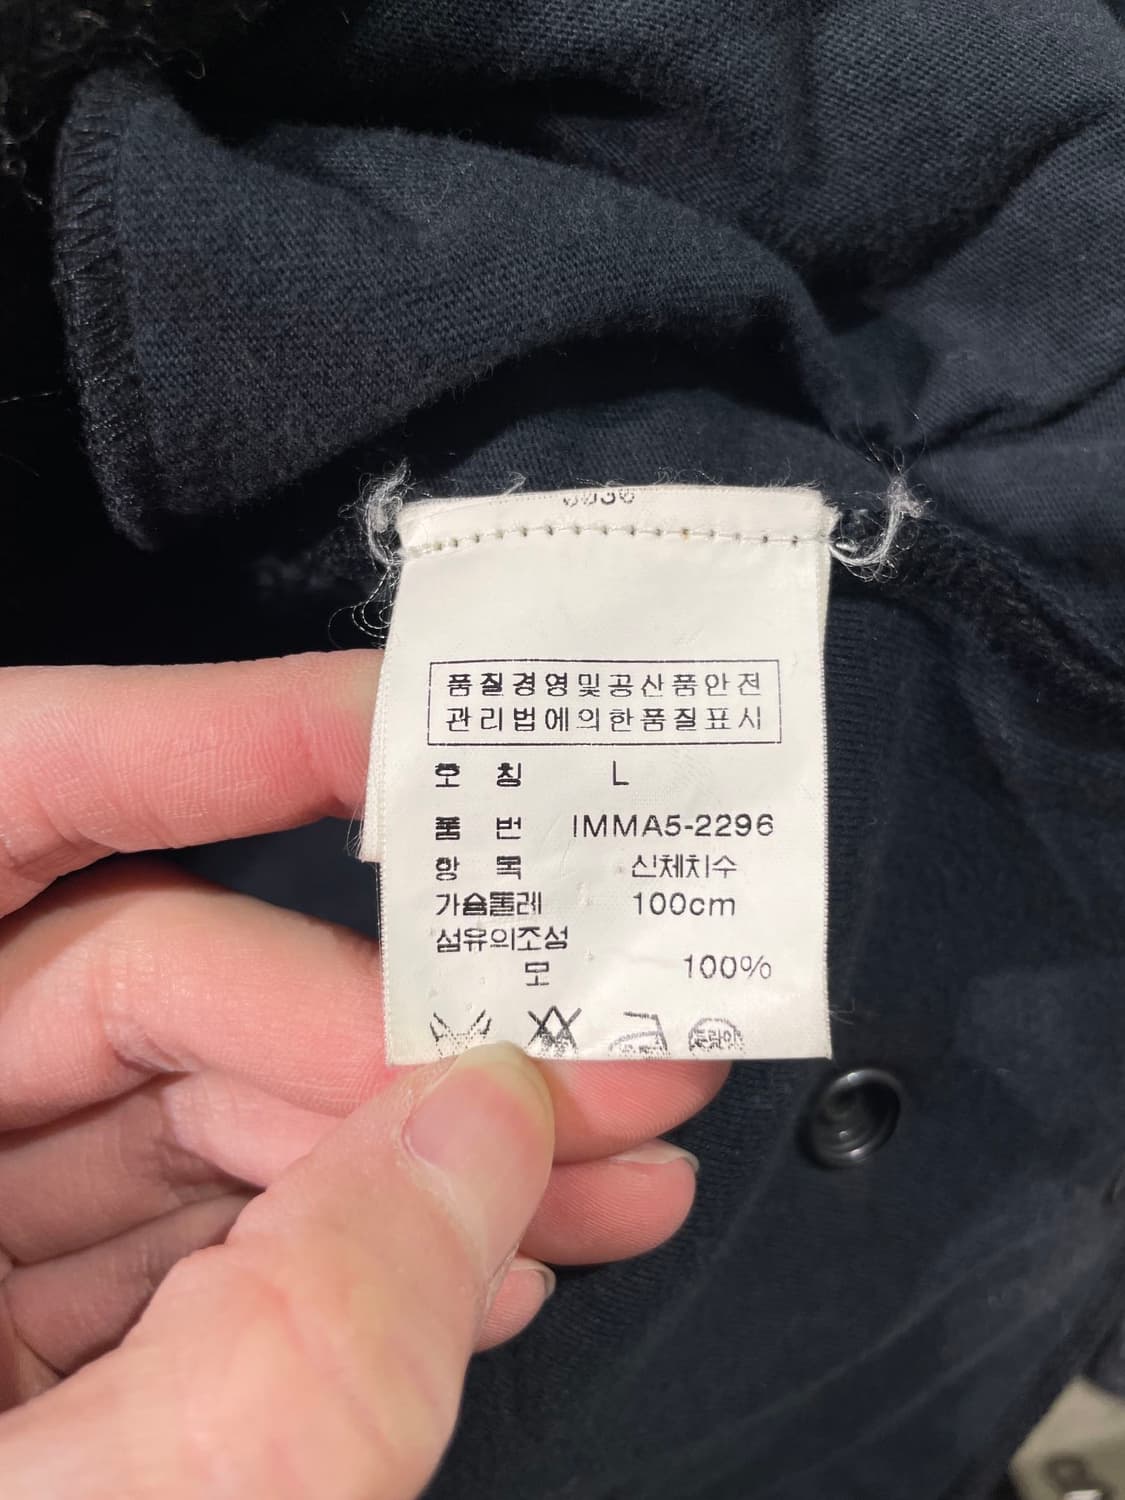 품질경영및공산품안전
관리법에의한품질표시
호 칭 L
품 번 IMMA5-2296
항 목 신체치수
가슴둘레 100cm
섬유의조성
모 100%